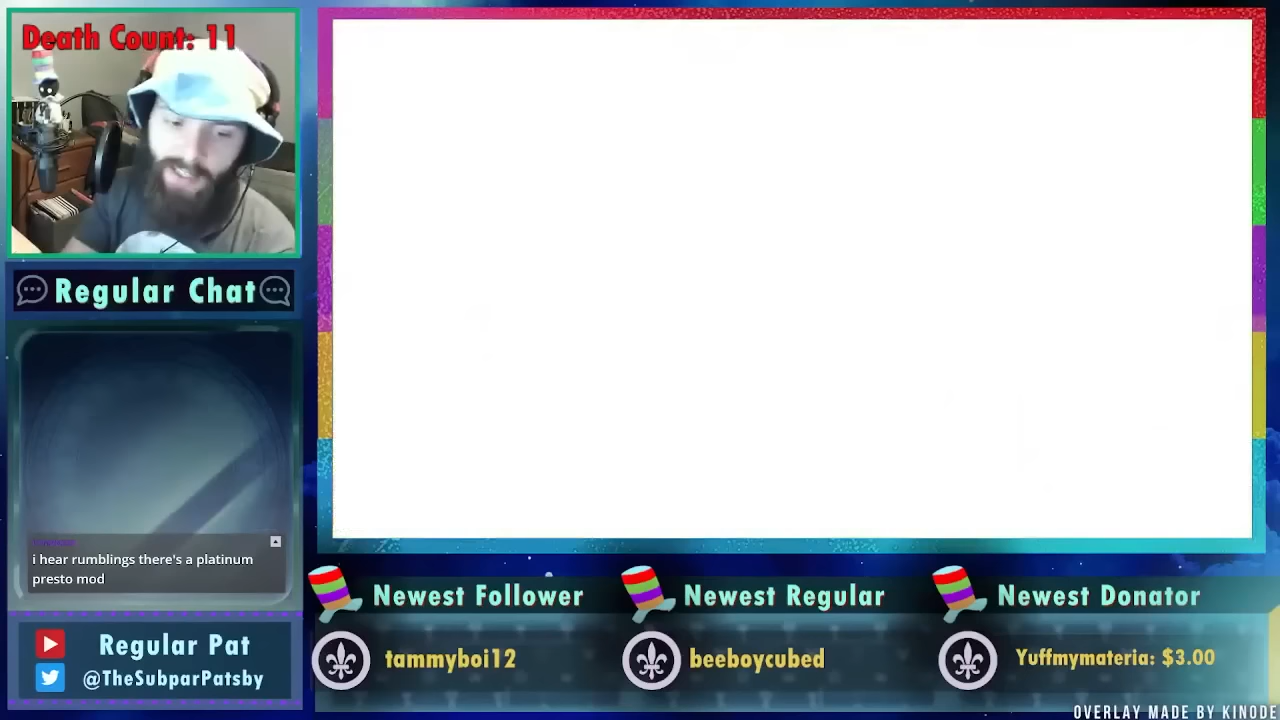 Death Count: 11
Regular Chat
i hear rumblings there's a platinum
presto mod
Regular Pat
@TheSubparPatsby
Newest Follower
tammyboi12
Newest Regular
beeboycubed
Newest Donator
Yuffmymateria: $3.00
OVERLAY MADE BY KINODE